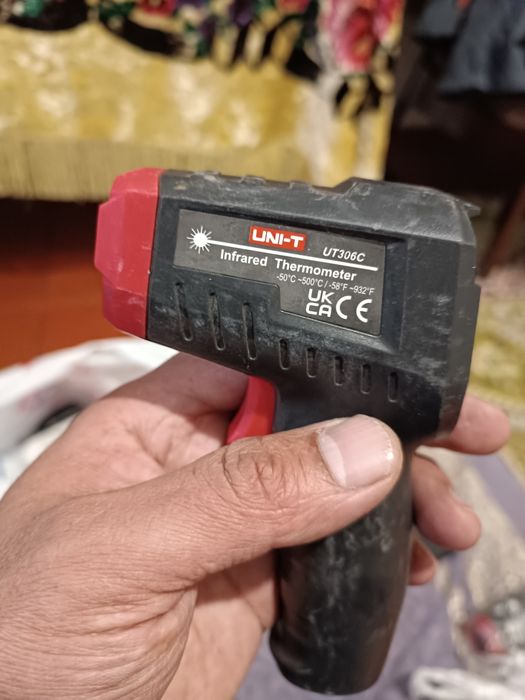 UNI-T UT306C
Infrared Thermometer
-50°C ~500°C / -58°F ~932°F
UK
CA CE